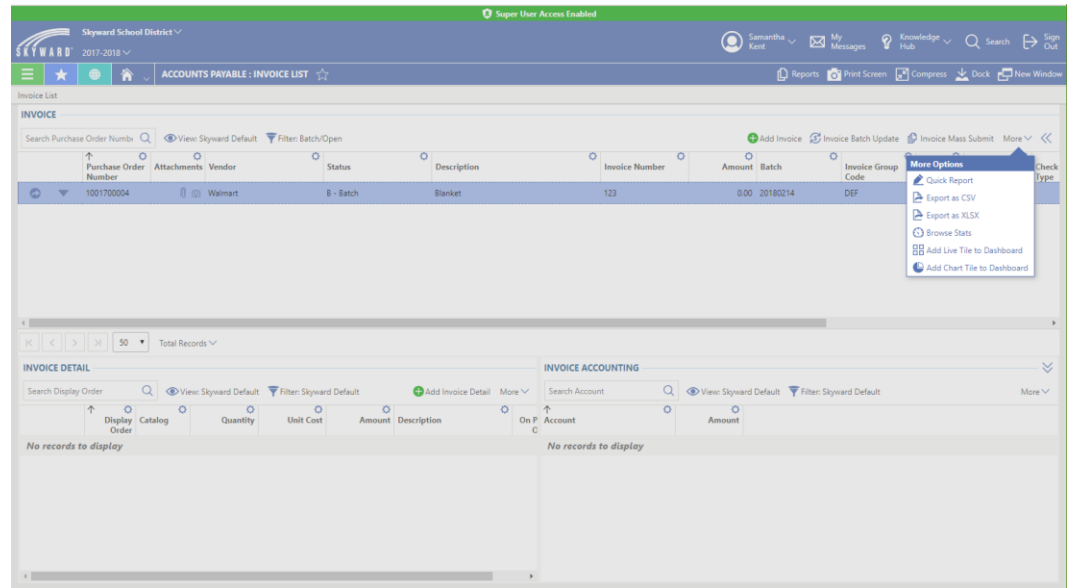 Super User Access Enabled
SKYWARD
Skyward School District
2017-2018
Samantha Kent
My Messages
Knowledge Hub
Search
Sign Out
ACCOUNTS PAYABLE : INVOICE LIST
Reports Print Screen Compress Dock New Window
Invoice List
INVOICE
Search Purchase Order Numbe View: Skyward Default Filter: Batch/Open Add Invoice Invoice Batch Update Invoice Mass Submit More
Purchase Order Number Attachments Vendor Status Description Invoice Number Amount Batch Invoice Group Code Check Type
1001700004 (0) Walmart B - Batch Blanket 123 0.00 20180214 DEF
More Options
Quick Report
Export as CSV
Export as XLSX
Browse Stats
Add Live Tile to Dashboard
Add Chart Tile to Dashboard
50 Total Records
INVOICE DETAIL
Search Display Order View: Skyward Default Filter: Skyward Default Add Invoice Detail More
Display Order Catalog Quantity Unit Cost Amount Description On P
No records to display
INVOICE ACCOUNTING
Search Account View: Skyward Default Filter: Skyward Default More
Account Amount
No records to display